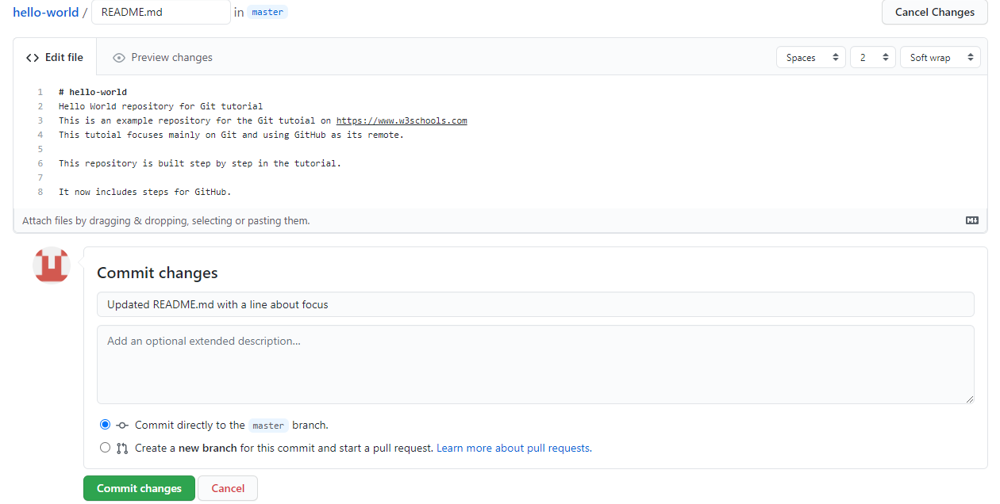 hello-world / README.md in master Cancel Changes
<> Edit file Preview changes Spaces 2 Soft wrap
1 # hello-world
2 Hello World repository for Git tutorial
3 This is an example repository for the Git tutoial on https://www.w3schools.com
4 This tutoial focuses mainly on Git and using GitHub as its remote.
5
6 This repository is built step by step in the tutorial.
7
8 It now includes steps for GitHub.
Attach files by dragging & dropping, selecting or pasting them.
Commit changes
Updated README.md with a line about focus
Add an optional extended description...
Commit directly to the master branch.
Create a new branch for this commit and start a pull request. Learn more about pull requests.
Commit changes Cancel